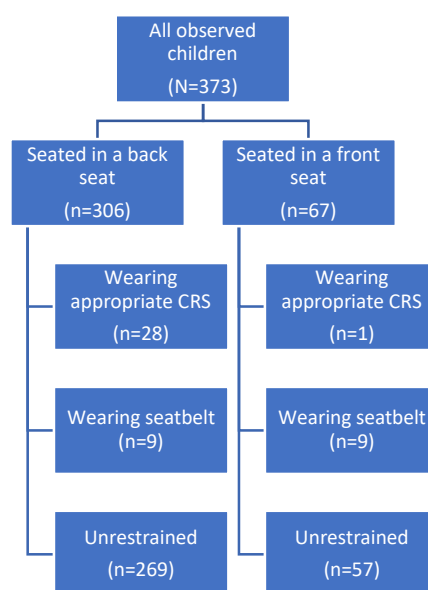 All observed
children
(N=373)
Seated in a back
seat
(n=306)
Seated in a front
seat
(n=67)
Wearing
appropriate CRS
(n=28)
Wearing
appropriate CRS
(n=1)
Wearing seatbelt
(n=9)
Wearing seatbelt
(n=9)
Unrestrained
(n=269)
Unrestrained
(n=57)